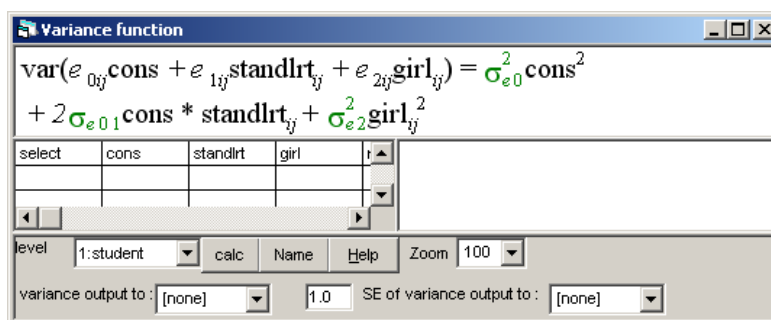 Variance function
var(e₀ᵢⱼcons + e₁ᵢⱼstandlrtᵢⱼ + e₂ᵢⱼgirlᵢⱼ) = σ²ₑ₀cons²
+ 2σₑ₀₁cons * standlrtᵢⱼ + σ²ₑ₂girlᵢⱼ²
select cons standlrt girl
level 1:student calc Name Help Zoom 100
variance output to : [none] 1.0 SE of variance output to : [none]